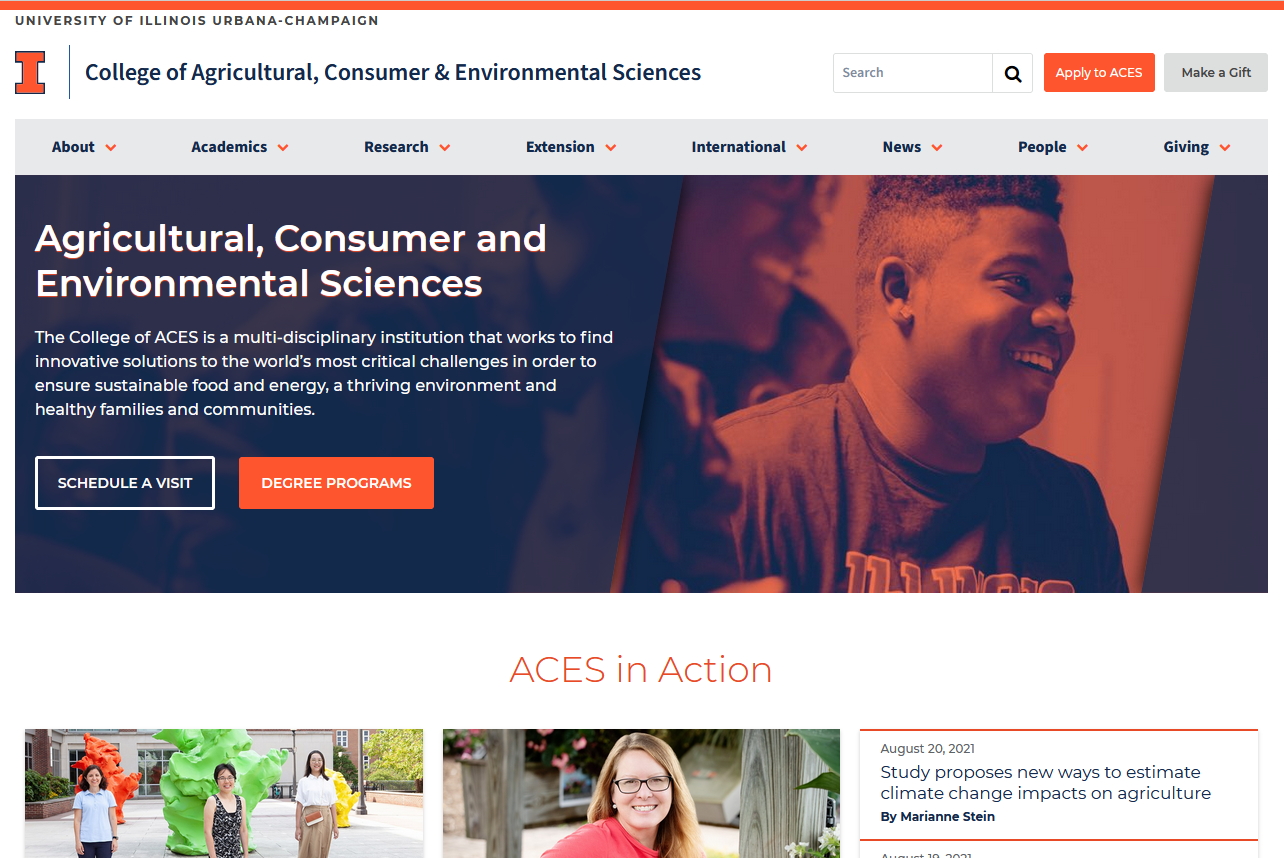 UNIVERSITY OF ILLINOIS URBANA-CHAMPAIGN
College of Agricultural, Consumer & Environmental Sciences
Search
Apply to ACES
Make a Gift
About
Academics
Research
Extension
International
News
People
Giving
Agricultural, Consumer and
Environmental Sciences
The College of ACES is a multi-disciplinary institution that works to find
innovative solutions to the world’s most critical challenges in order to
ensure sustainable food and energy, a thriving environment and
healthy families and communities.
SCHEDULE A VISIT
DEGREE PROGRAMS
ILLINOIS
ACES in Action
August 20, 2021
Study proposes new ways to estimate
climate change impacts on agriculture
By Marianne Stein
August 19, 2021